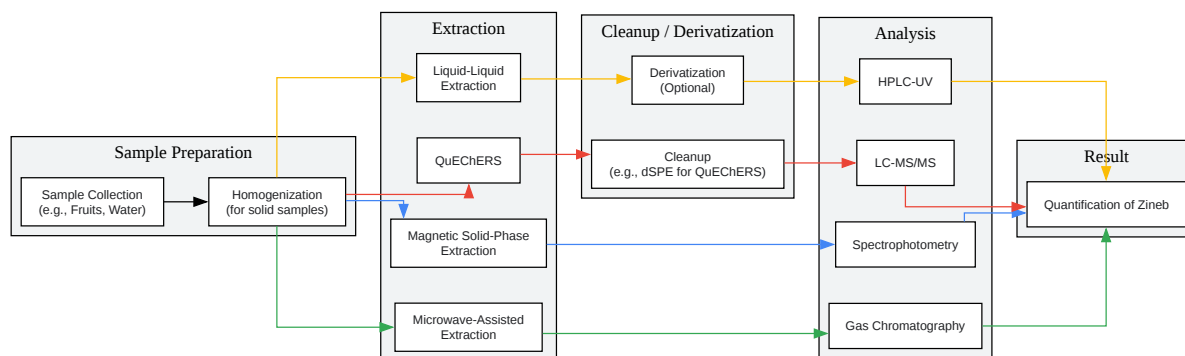 Sample Preparation
Sample Collection
(e.g., Fruits, Water)
Homogenization
(for solid samples)
Extraction
Liquid-Liquid
Extraction
QuEChERS
Magnetic Solid-Phase
Extraction
Microwave-Assisted
Extraction
Cleanup / Derivatization
Derivatization
(Optional)
Cleanup
(e.g., dSPE for QuEChERS)
Analysis
HPLC-UV
LC-MS/MS
Spectrophotometry
Gas Chromatography
Result
Quantification of Zineb